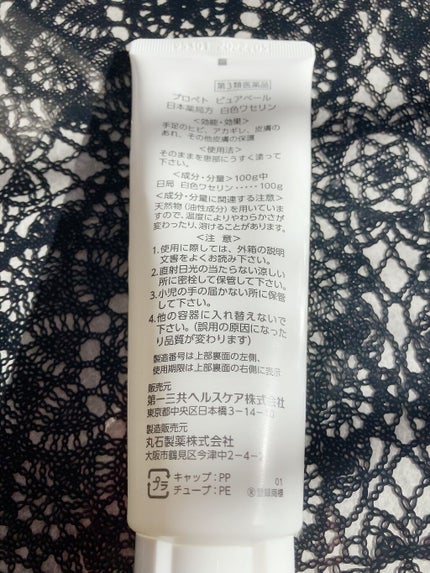 第3類医薬品
プロペト ピュアベール
日本薬局方 白色ワセリン
<効能・効果>
手足のヒビ、アカギレ、皮膚の
あれ、その他皮膚の保護
<使用法>
そのままを患部にうすく塗って
下さい。
<成分・分量>100g中
日局 白色ワセリン‥‥‥100g
<成分・分量に関連する注意>
天然物(油性成分)を用いていま
すので、温度によりやわらかさが
変わったり、溶けることがあります。
<注 意>
1.使用に際しては、外箱の説明
文書をよくお読み下さい。
2.直射日光の当たらない涼しい
所に密栓して保管して下さい。
3.小児の手の届かない所に保管
して下さい。
4.他の容器に入れ替えないで
下さい。(誤用の原因になった
り品質が変わります)
製造番号は上部裏面の左側、
使用期限は上部裏面の右側に表示
販売元
第一三共ヘルスケア株式会社
東京都中央区日本橋3-14-10
製造販売元
丸石製薬株式会社
大阪市鶴見区今津中2-4-2
プラ
キャップ:PP
チューブ:PE
01
®登録商標